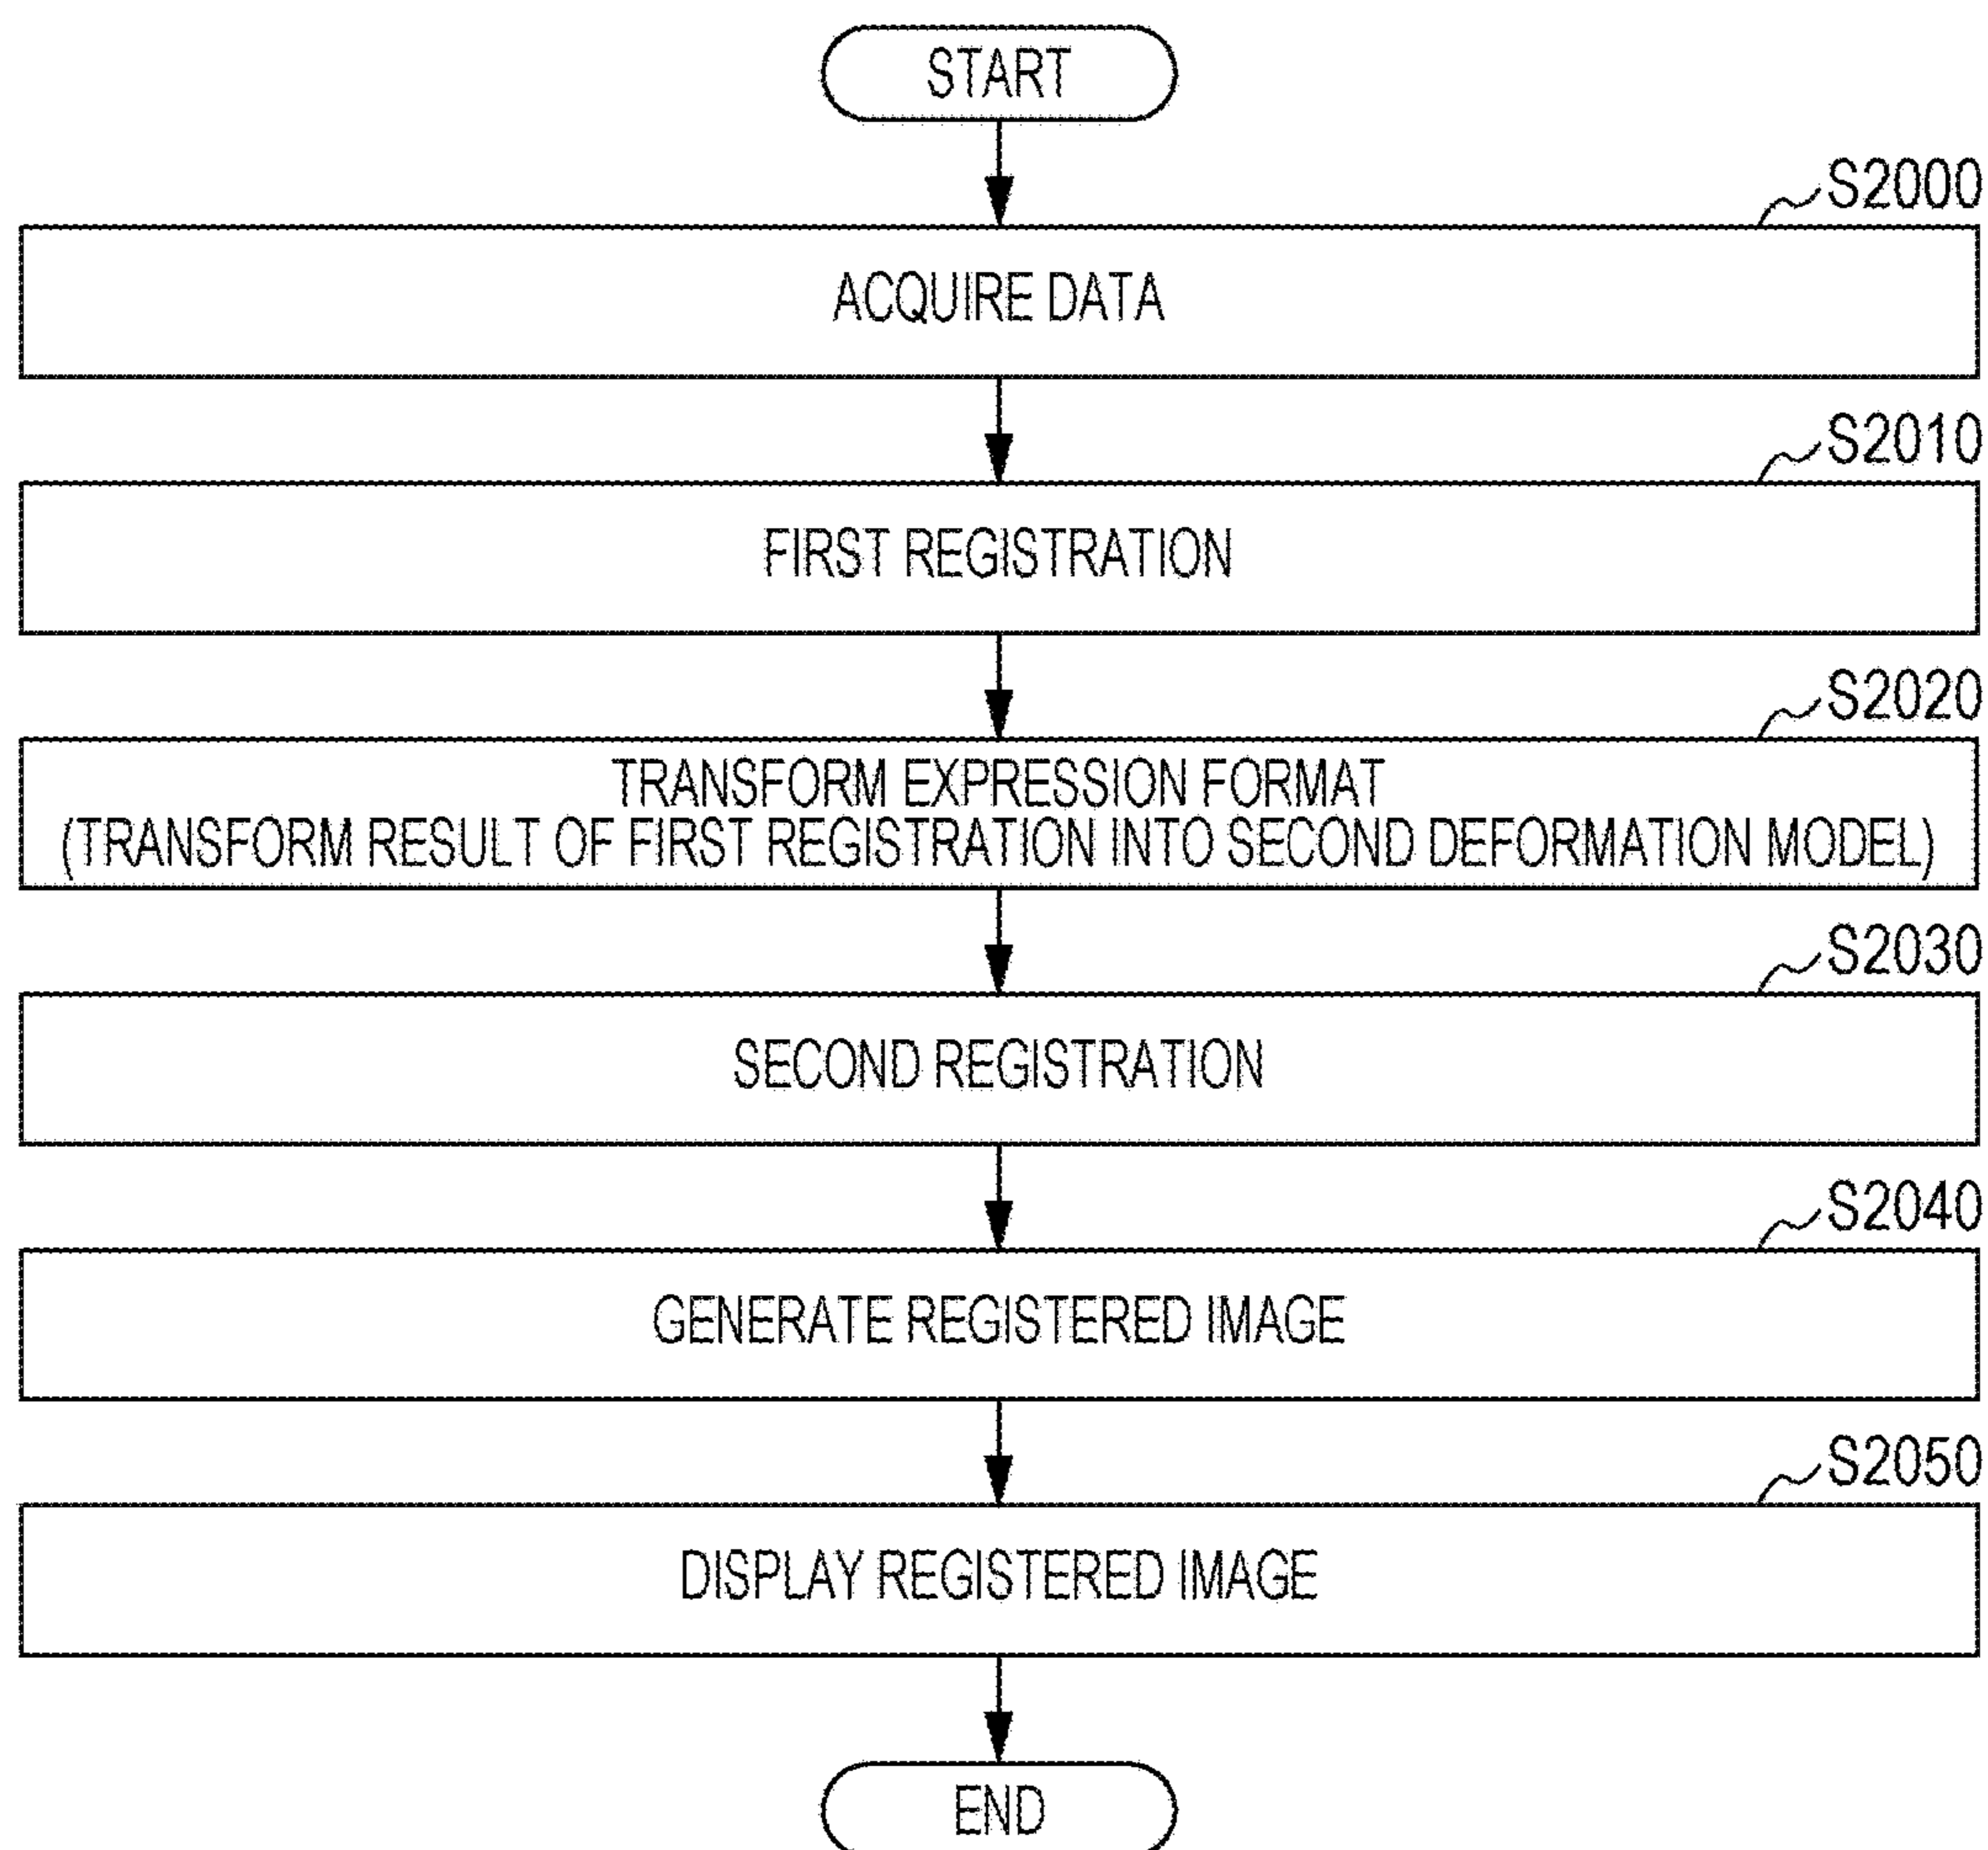 START
S2000
ACQUIRE DATA
S2010
FIRST REGISTRATION
S2020
TRANSFORM EXPRESSION FORMAT
(TRANSFORM RESULT OF FIRST REGISTRATION INTO SECOND DEFORMATION MODEL)
S2030
SECOND REGISTRATION
S2040
GENERATE REGISTERED IMAGE
S2050
DISPLAY REGISTERED IMAGE
END